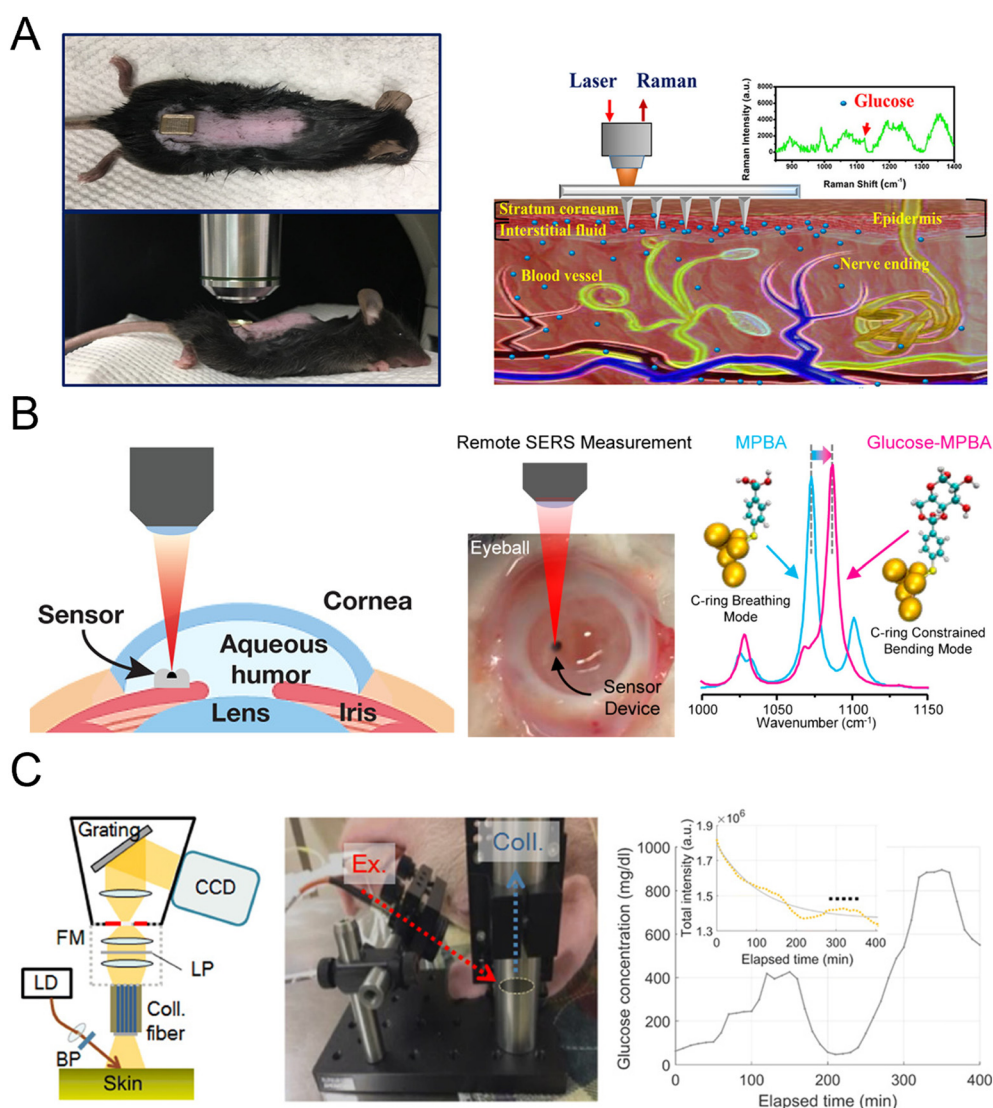 A
Laser Raman
Raman Intensity (a.u.)
8000
6000
4000
2000
0
Glucose
900 1000 1100 1200 1300 1400
Raman Shift (cm-1)
Stratum corneum
Interstitial fluid
Epidermis
Blood vessel
Nerve ending
B
Sensor
Cornea
Aqueous
humor
Lens
Iris
Remote SERS Measurement
Eyeball
Sensor
Device
MPBA
Glucose-MPBA
C-ring Breathing
Mode
C-ring Constrained
Bending Mode
1000 1050 1100 1150
Wavenumber (cm-1)
C
Grating
CCD
FM
LP
LD
Coll.
fiber
BP
Skin
Ex.
Coll.
Glucose concentration (mg/dl)
1000
800
600
400
200
0
0 100 200 300 400
Elapsed time (min)
×10⁶
Total intensity (a.u.)
1.9
1.7
1.5
1.3
0 100 200 300 400
Elapsed time (min)